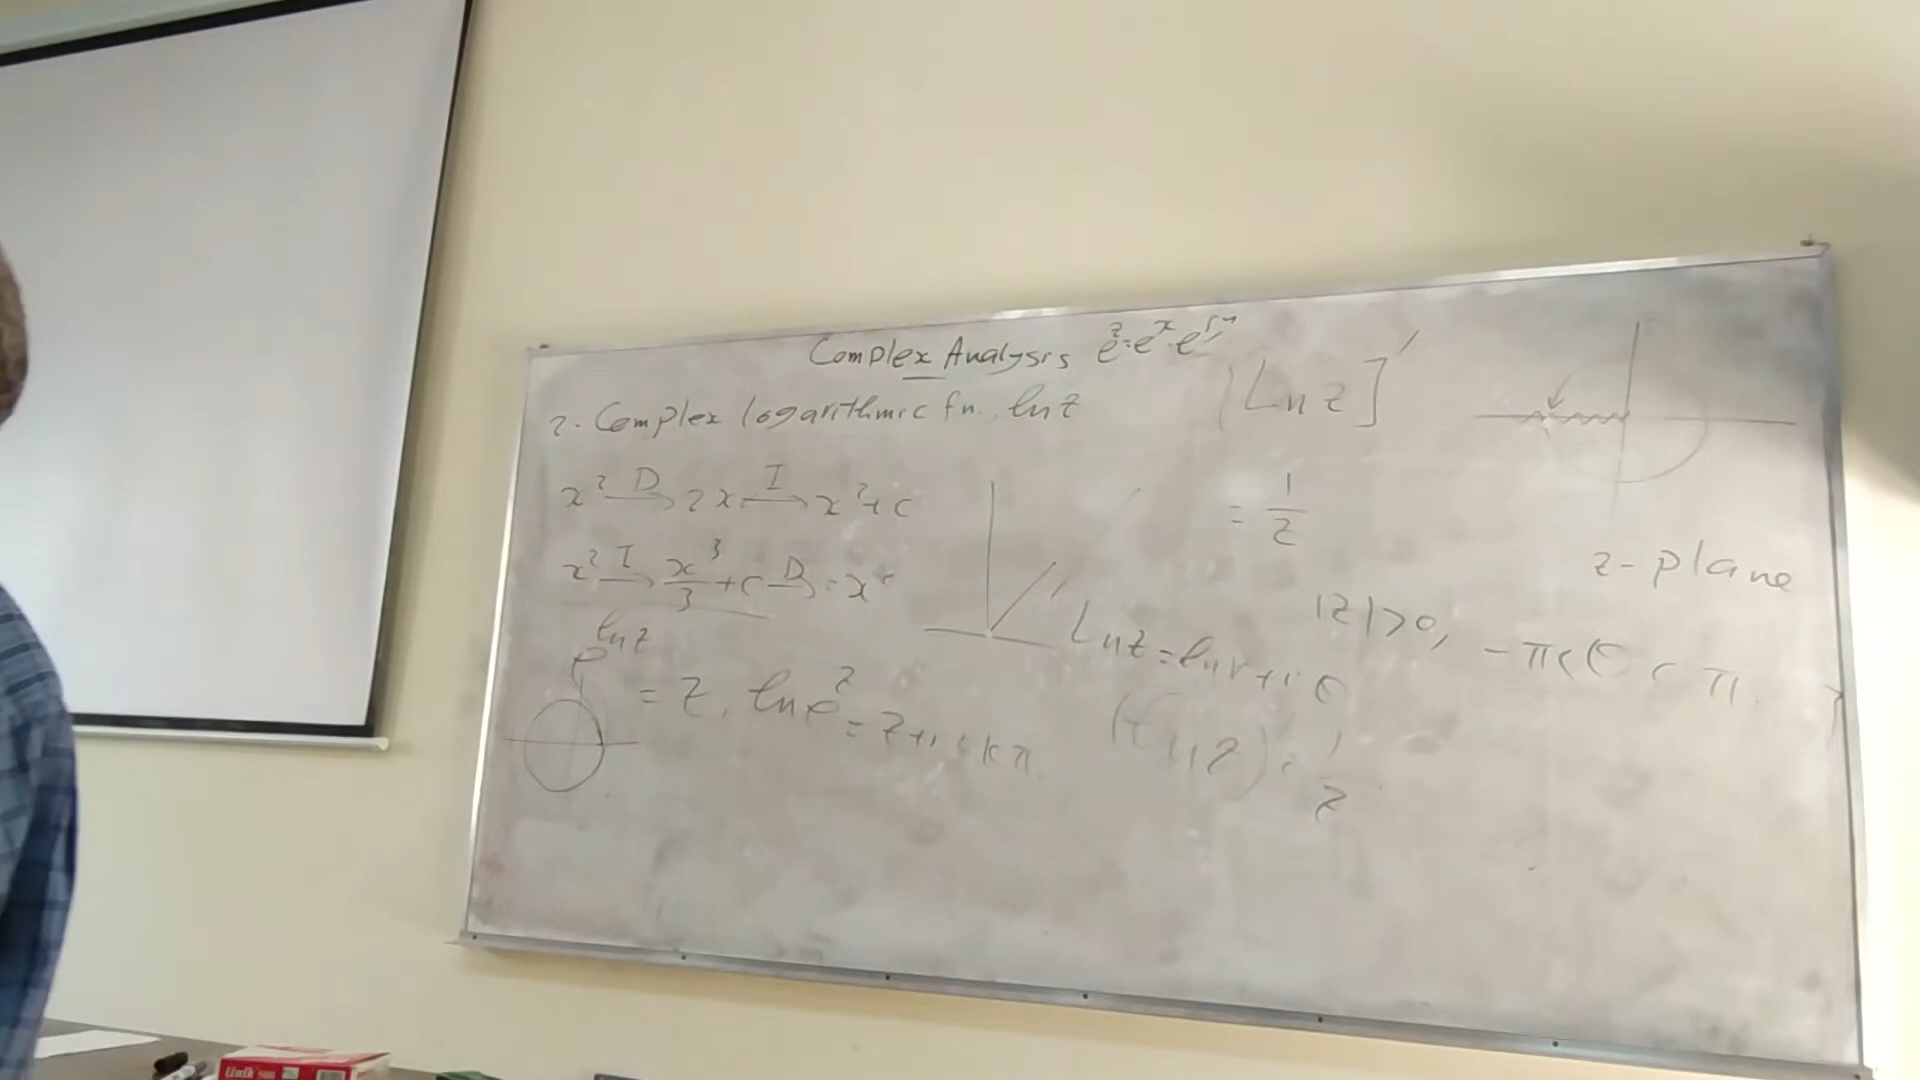 Complex Analysis e^z = e^x . e^iy
2. Complex logarithmic fn. ln z
x² D→ 2x I→ x² + c
x² I→ x³/3 + c D→ = x²
e^ln z = z, ln e^z = z + i 2kπ
[Ln z]'
= 1/z
z-plane
|z|>0, -π < Θ < π
Ln z = ln r + i Θ
(Ln z)' = 1/z